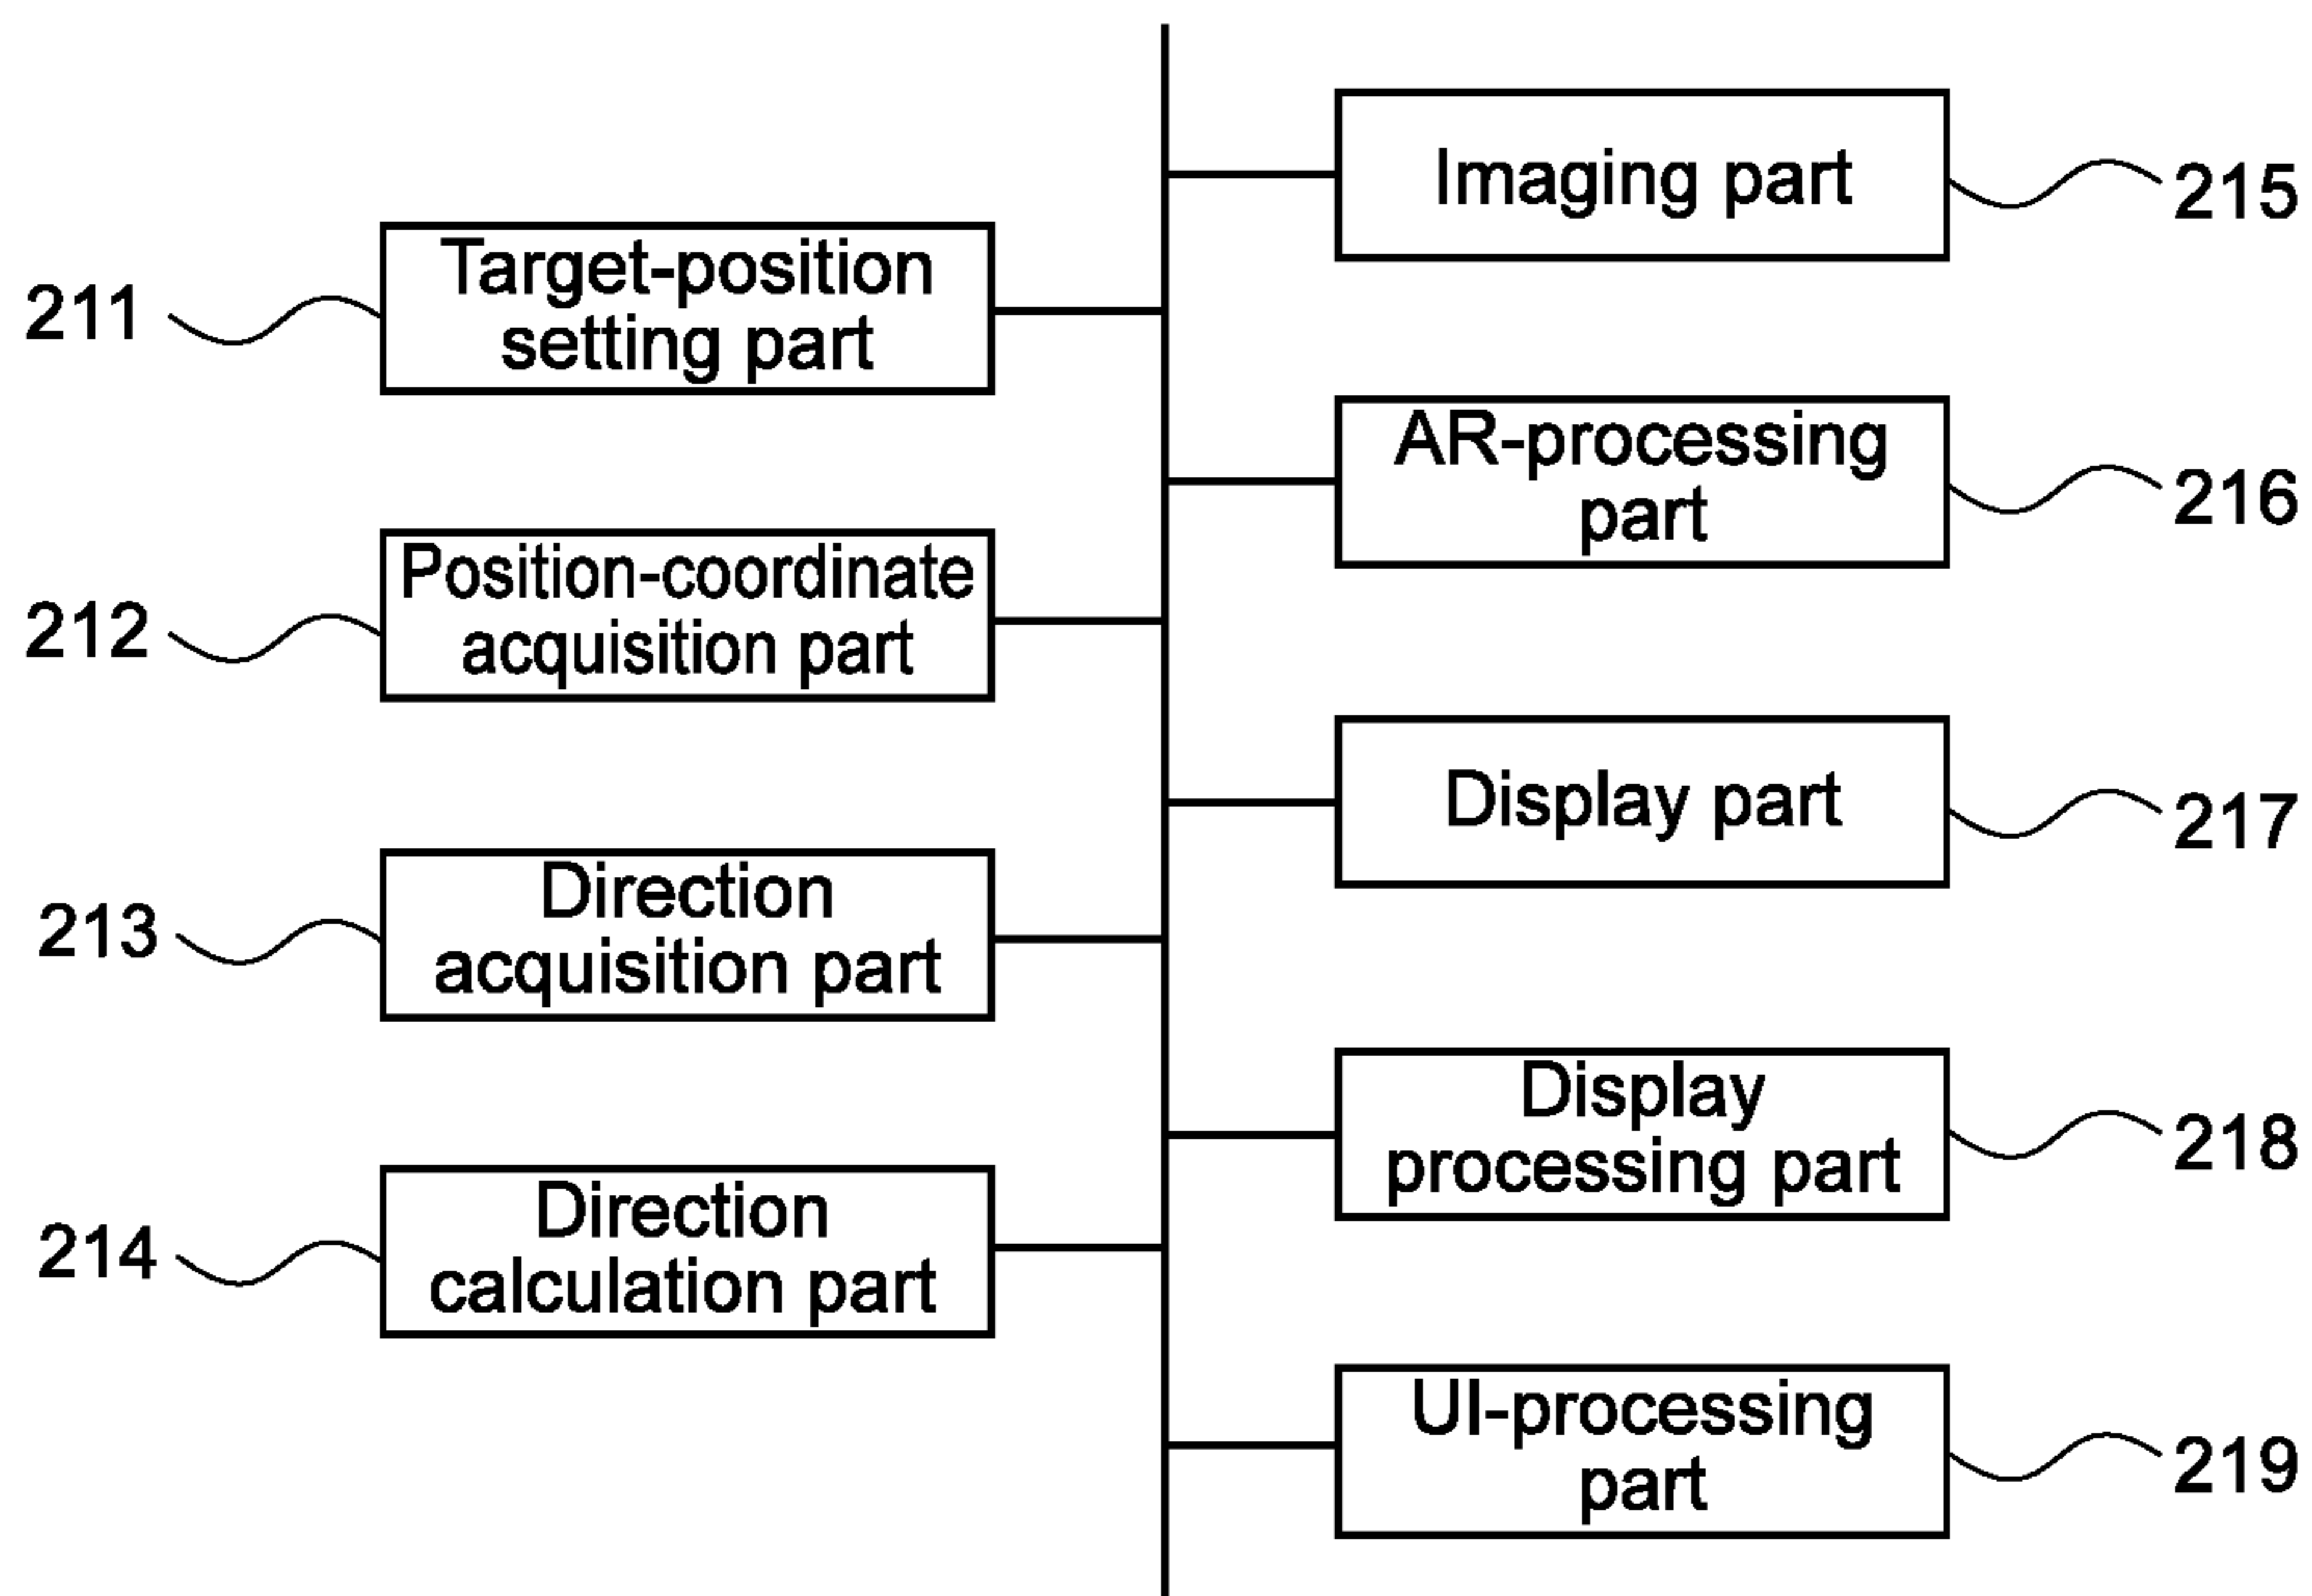 211
Target-position
setting part
212
Position-coordinate
acquisition part
213
Direction
acquisition part
214
Direction
calculation part
Imaging part
215
AR-processing
part
216
Display part
217
Display
processing part
218
UI-processing
part
219